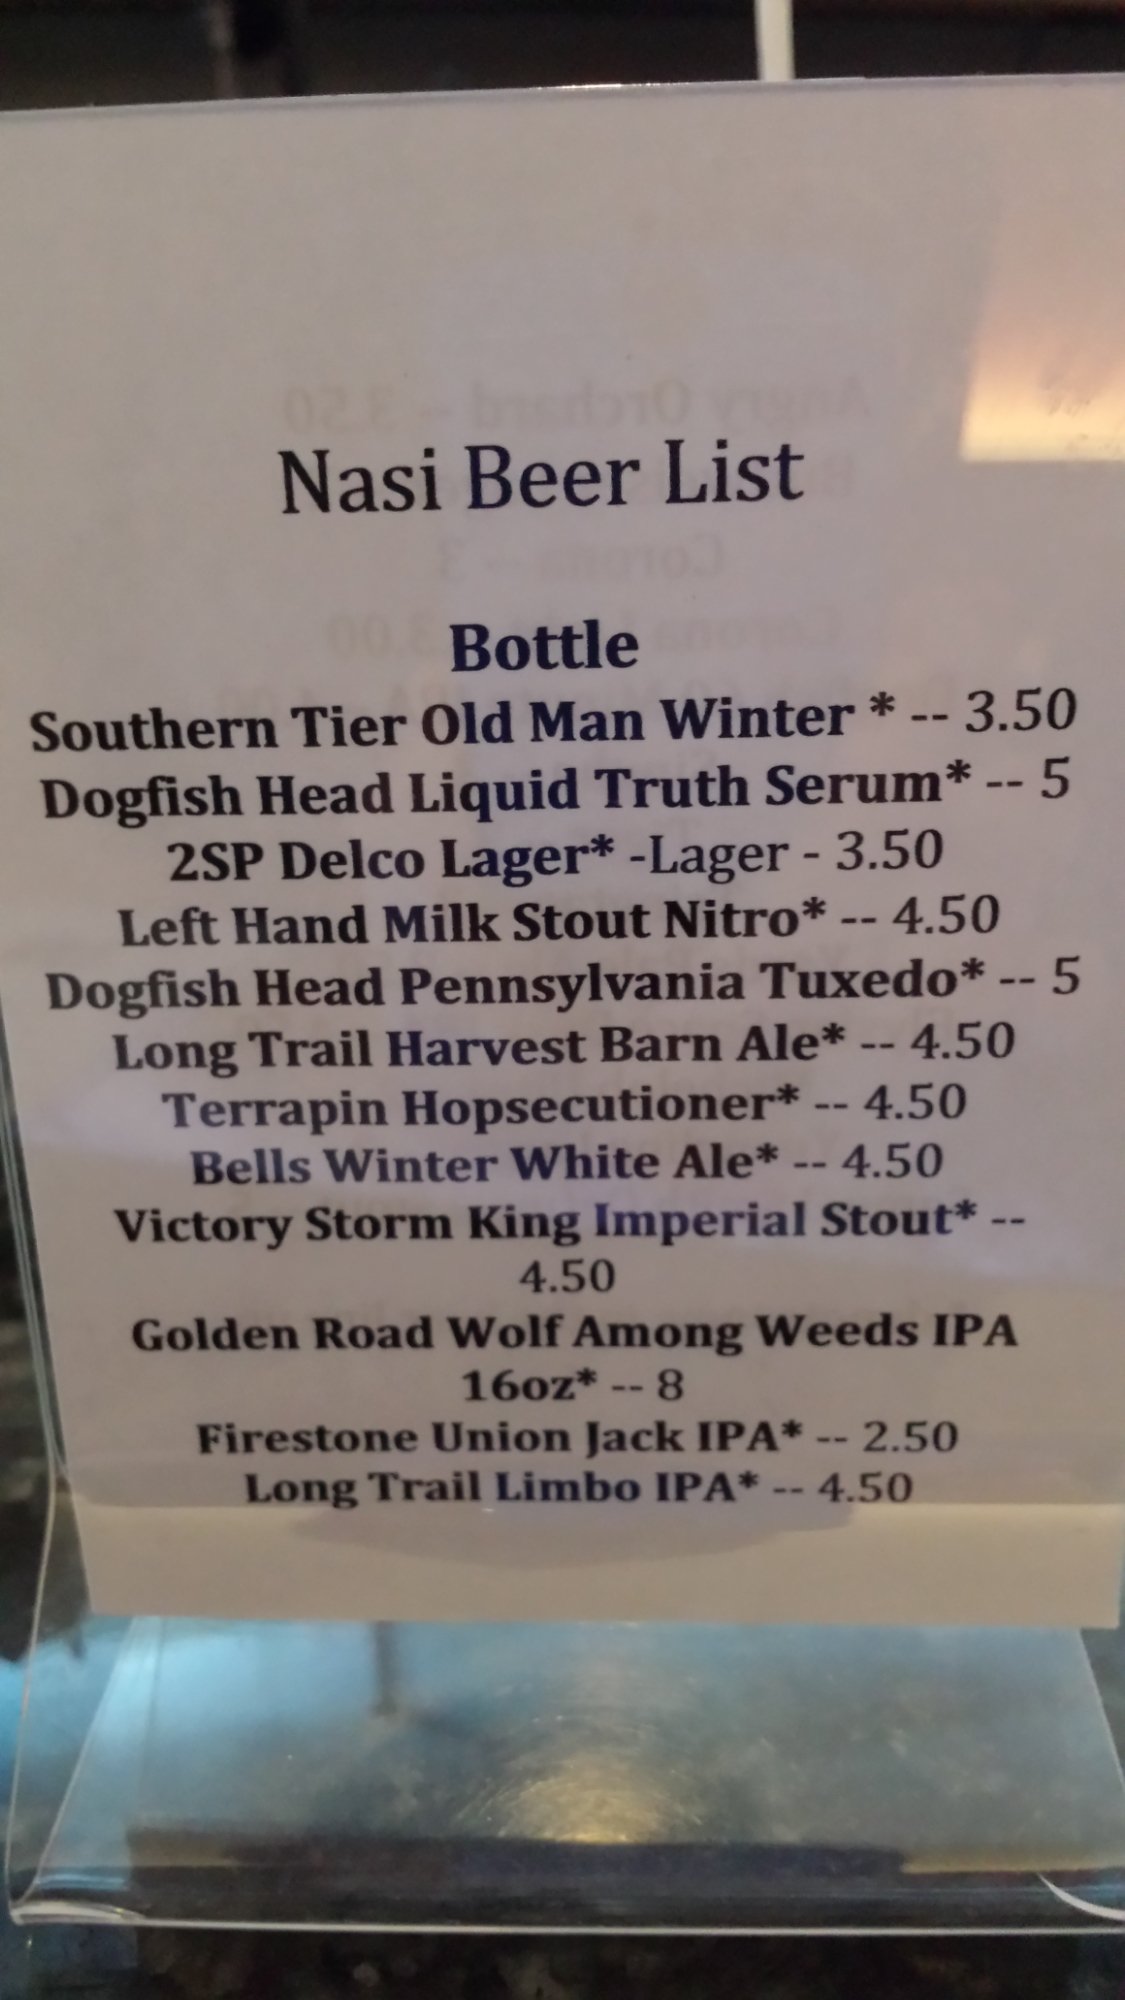 Nasi Beer List
Bottle
Southern Tier Old Man Winter * -- 3.50
Dogfish Head Liquid Truth Serum* -- 5
2SP Delco Lager* -Lager - 3.50
Left Hand Milk Stout Nitro* -- 4.50
Dogfish Head Pennsylvania Tuxedo* -- 5
Long Trail Harvest Barn Ale* -- 4.50
Terrapin Hopsecutioner* -- 4.50
Bells Winter White Ale* -- 4.50
Victory Storm King Imperial Stout* --
4.50
Golden Road Wolf Among Weeds IPA
16oz* -- 8
Firestone Union Jack IPA* -- 2.50
Long Trail Limbo IPA* -- 4.50